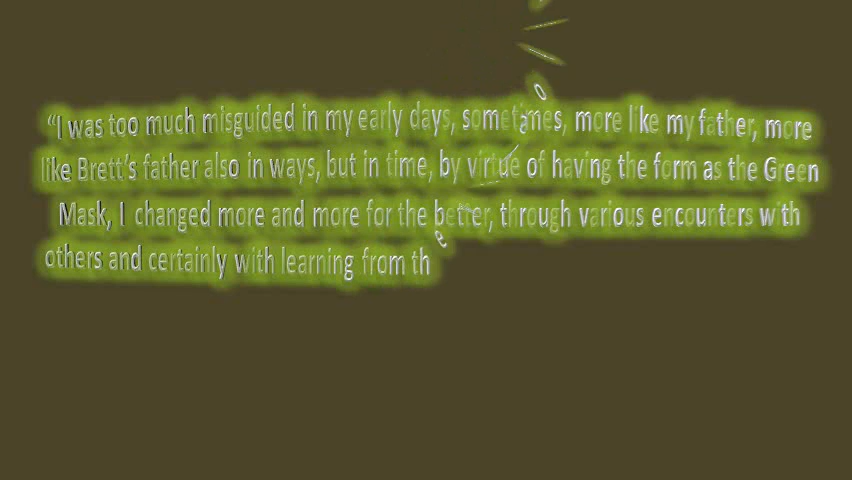 “I was too much misguided in my early days, sometimes, more like my father, more
like Brett’s father also in ways, but in time, by virtue of having the form as the Green
Mask, I changed more and more for the better, through various encounters with
others and certainly with learning from th